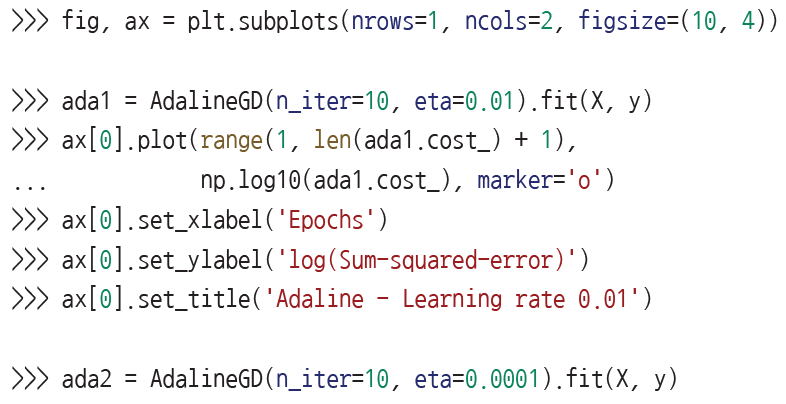 >>> fig, ax = plt.subplots(nrows=1, ncols=2, figsize=(10, 4))
>>> ada1 = AdalineGD(n_iter=10, eta=0.01).fit(X, y)
>>> ax[0].plot(range(1, len(ada1.cost_) + 1),
... np.log10(ada1.cost_), marker='o')
>>> ax[0].set_xlabel('Epochs')
>>> ax[0].set_ylabel('log(Sum-squared-error)')
>>> ax[0].set_title('Adaline - Learning rate 0.01')
>>> ada2 = AdalineGD(n_iter=10, eta=0.0001).fit(X, y)